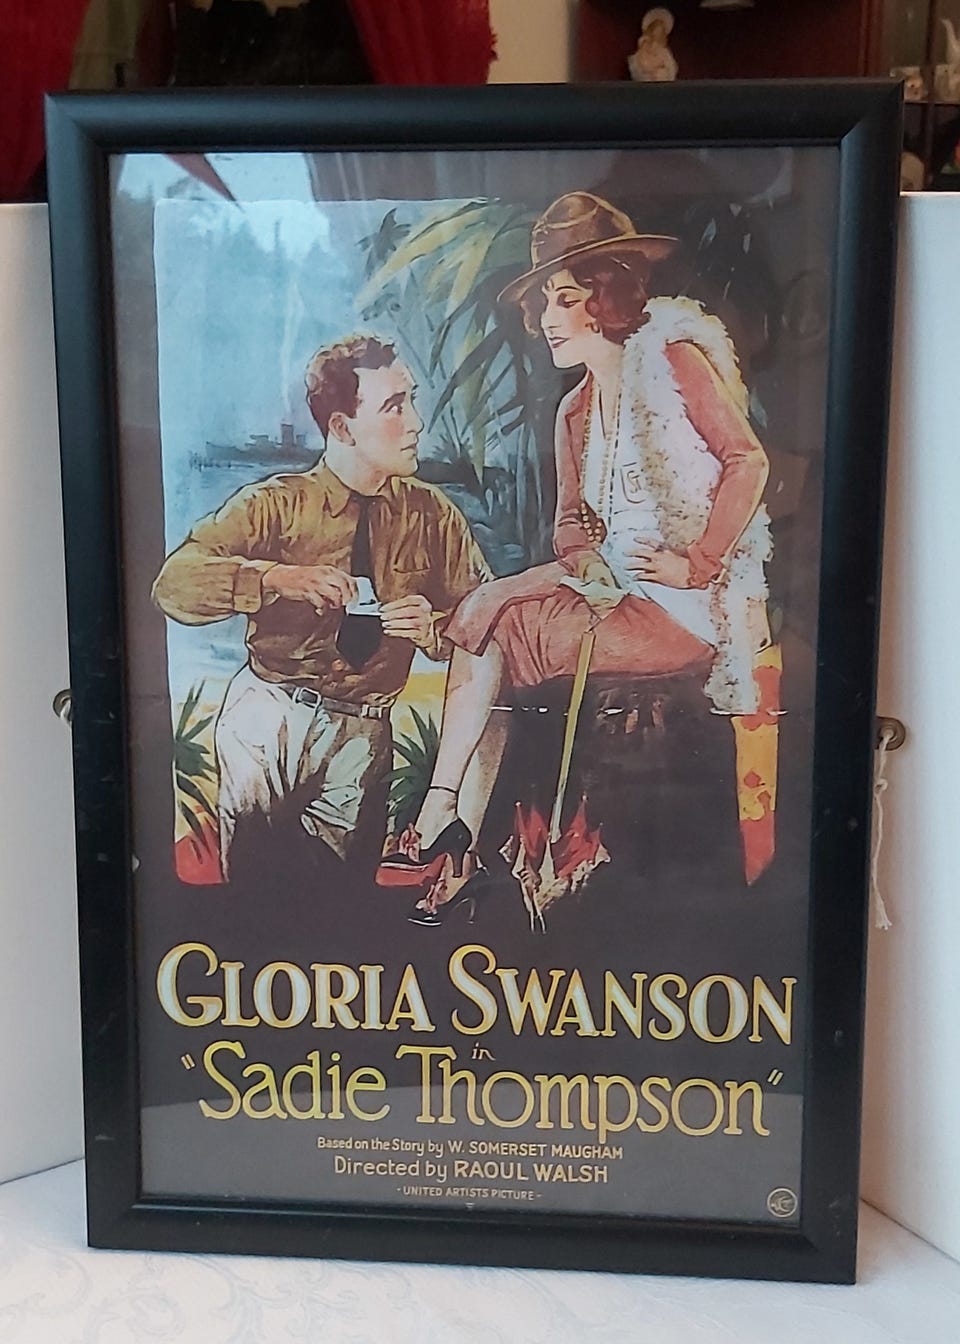 GLORIA SWANSON
in
"Sadie Thompson"
Based on the Story by W. SOMERSET MAUGHAM
Directed by RAOUL WALSH
- UNITED ARTISTS PICTURE -